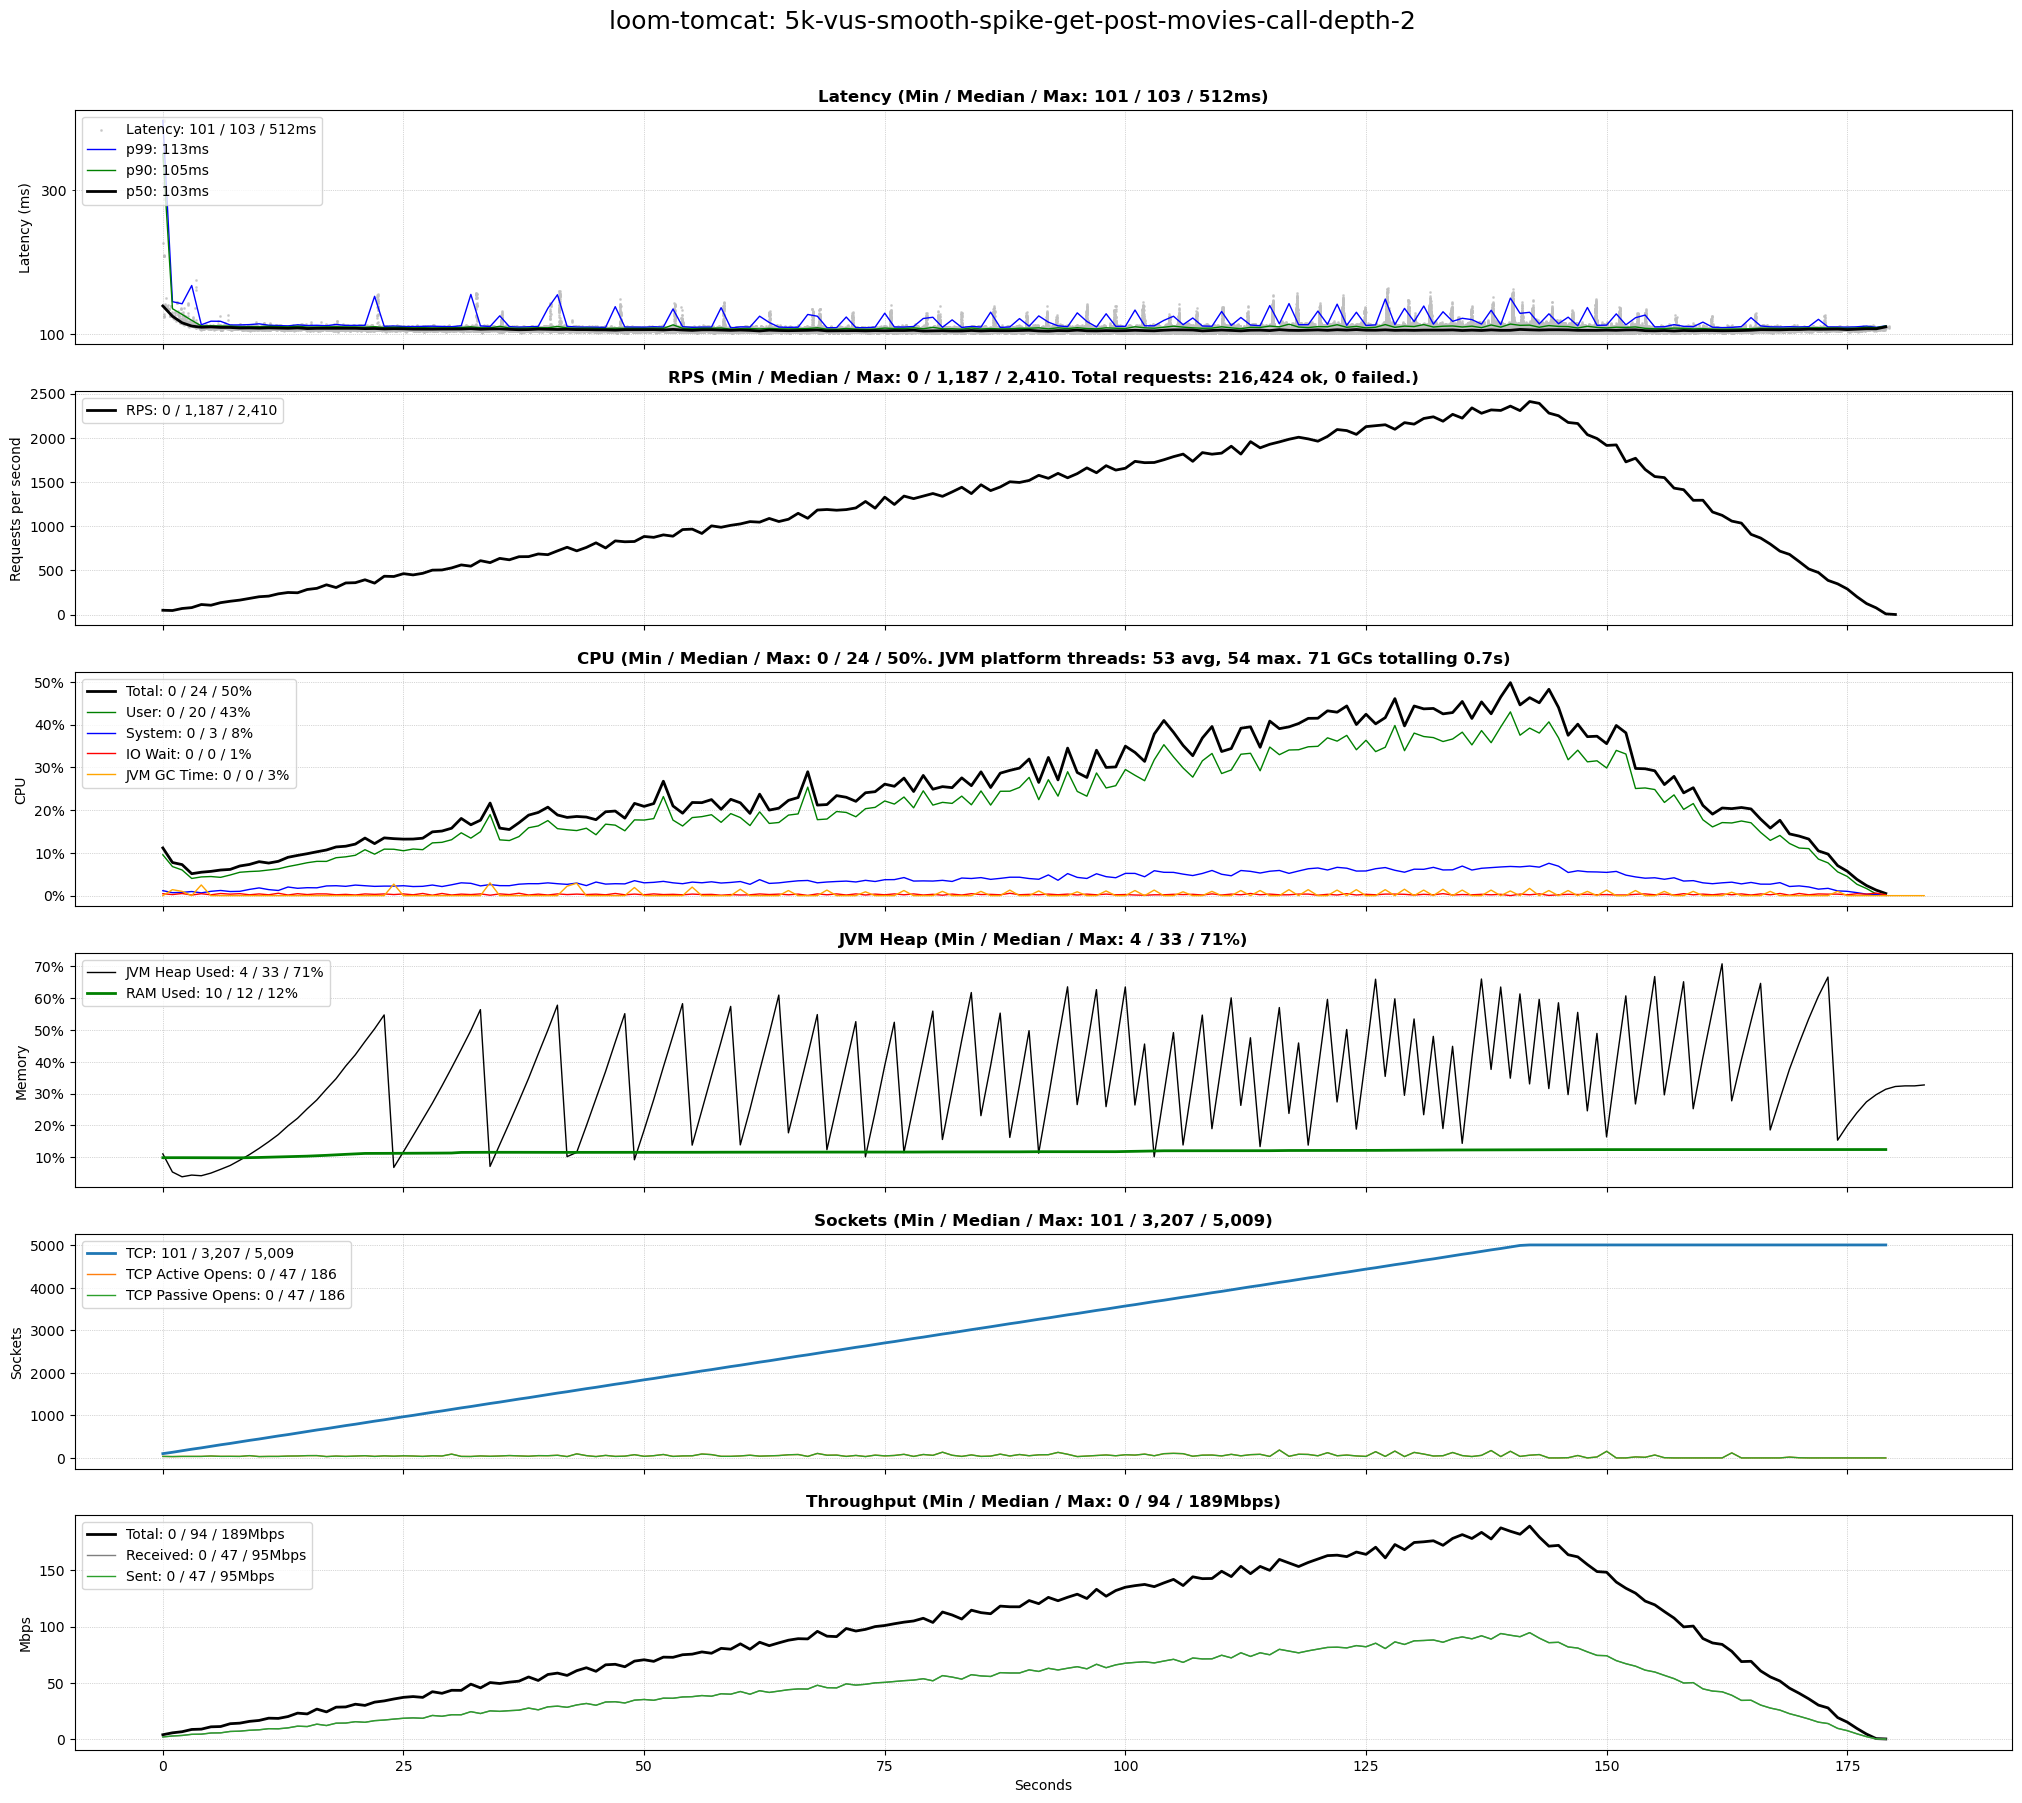 loom-tomcat: 5k-vus-smooth-spike-get-post-movies-call-depth-2
Latency (Min / Median / Max: 101 / 103 / 512ms)
Latency: 101 / 103 / 512ms
p99: 113ms
p90: 105ms
p50: 103ms
Latency (ms)
300
100
RPS (Min / Median / Max: 0 / 1,187 / 2,410. Total requests: 216,424 ok, 0 failed.)
RPS: 0 / 1,187 / 2,410
Requests per second
2500
2000
1500
1000
500
0
CPU (Min / Median / Max: 0 / 24 / 50%. JVM platform threads: 53 avg, 54 max. 71 GCs totalling 0.7s)
Total: 0 / 24 / 50%
User: 0 / 20 / 43%
System: 0 / 3 / 8%
IO Wait: 0 / 0 / 1%
JVM GC Time: 0 / 0 / 3%
CPU
50%
40%
30%
20%
10%
0%
JVM Heap (Min / Median / Max: 4 / 33 / 71%)
JVM Heap Used: 4 / 33 / 71%
RAM Used: 10 / 12 / 12%
Memory
70%
60%
50%
40%
30%
20%
10%
Sockets (Min / Median / Max: 101 / 3,207 / 5,009)
TCP: 101 / 3,207 / 5,009
TCP Active Opens: 0 / 47 / 186
TCP Passive Opens: 0 / 47 / 186
Sockets
5000
4000
3000
2000
1000
0
Throughput (Min / Median / Max: 0 / 94 / 189Mbps)
Total: 0 / 94 / 189Mbps
Received: 0 / 47 / 95Mbps
Sent: 0 / 47 / 95Mbps
Mbps
150
100
50
0
0 25 50 75 100 125 150 175
Seconds